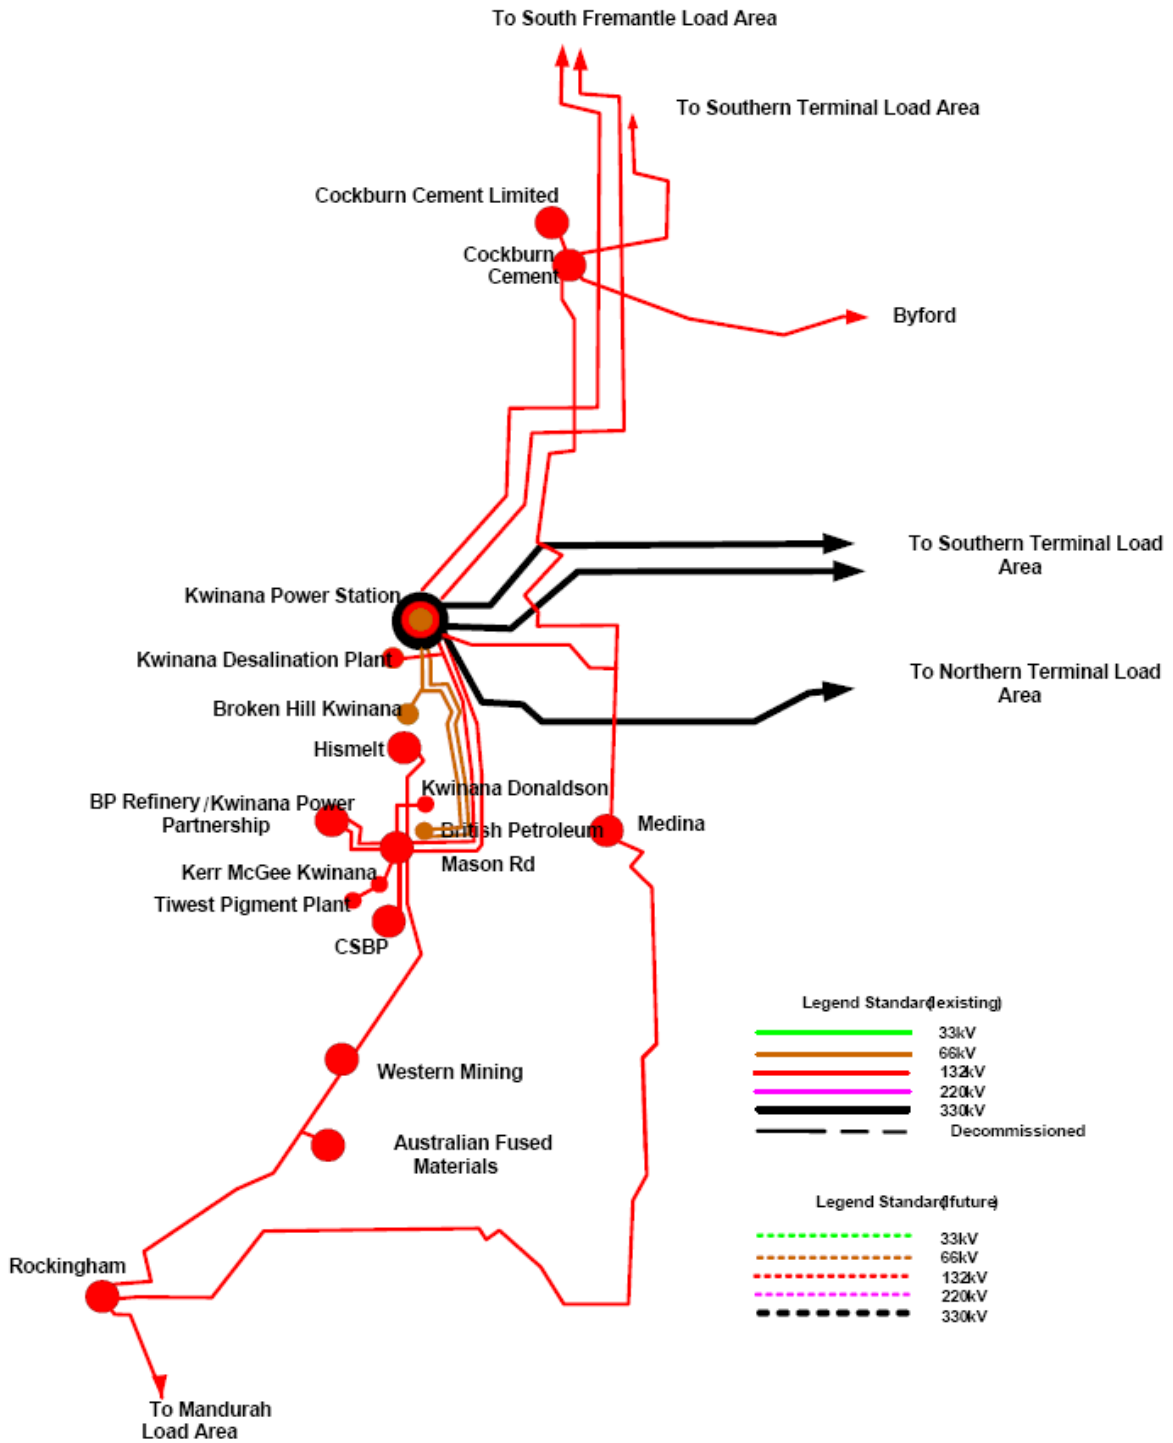 To South Fremantle Load Area
To Southern Terminal Load Area
Cockburn Cement Limited
Cockburn
Cement
Byford
To Southern Terminal Load
Area
Kwinana Power Station
Kwinana Desalination Plant
To Northern Terminal Load
Area
Broken Hill Kwinana
Hismelt
Kwinana Donaldson
BP Refinery/Kwinana Power
Partnership
British Petroleum
Medina
Mason Rd
Kerr McGee Kwinana
Tiwest Pigment Plant
CSBP
Western Mining
Australian Fused
Materials
Rockingham
To Mandurah
Load Area
Legend Standard(existing)
33kV
66kV
132kV
220kV
330kV
Decommissioned
Legend Standard(future)
33kV
66kV
132kV
220kV
330kV